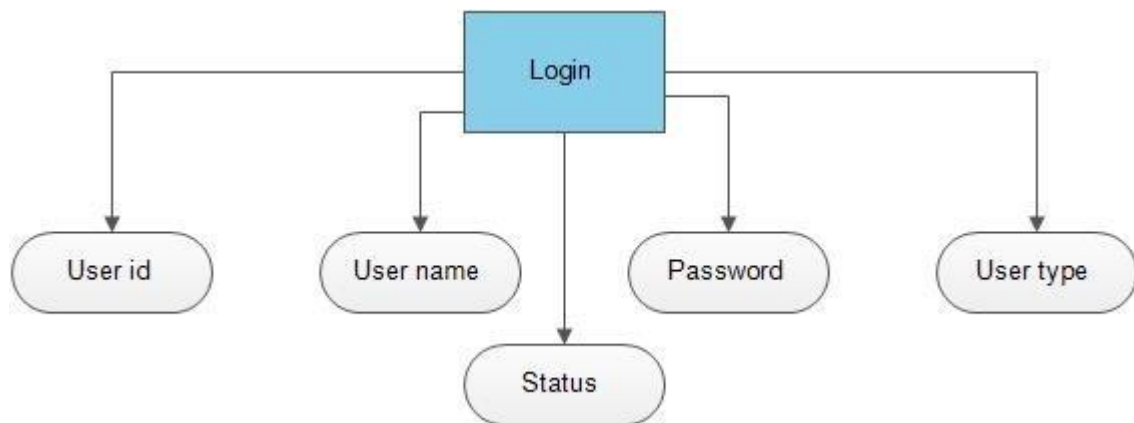 Login
User id
User name
Password
User type
Status